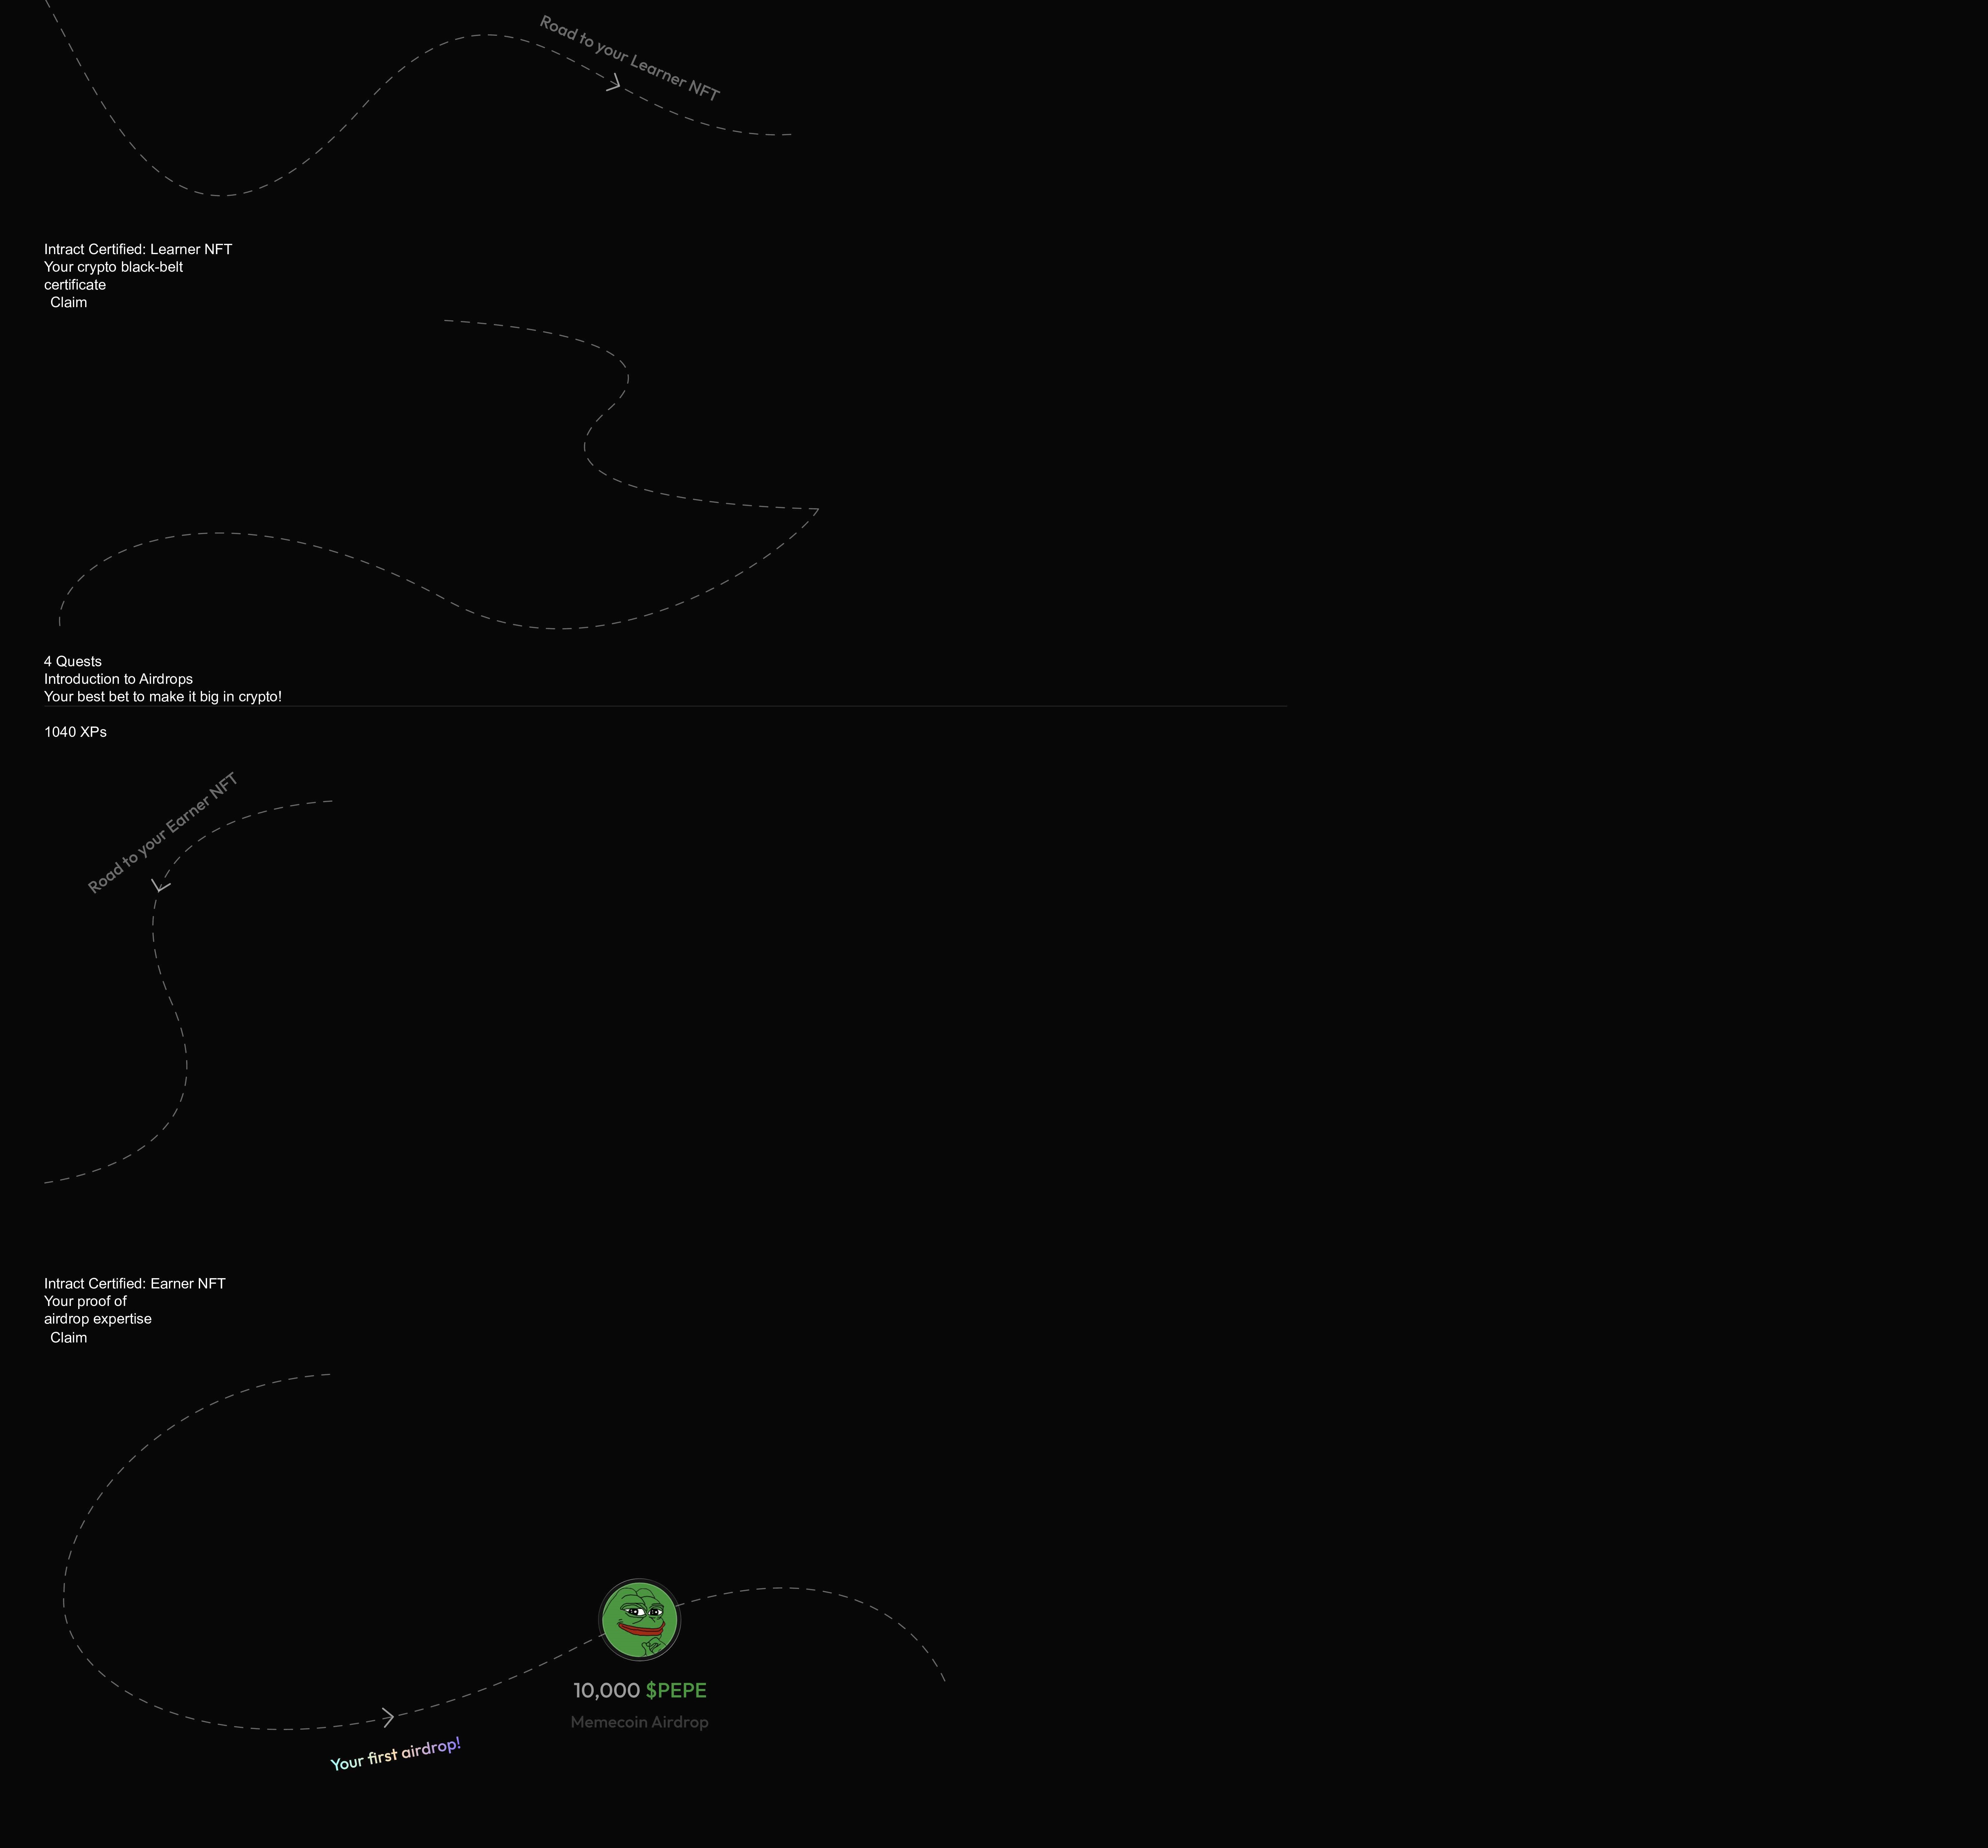 Road to your Learner NFT
Intract Certified: Learner NFT
Your crypto black-belt
certificate
Claim
4 Quests
Introduction to Airdrops
Your best bet to make it big in crypto!
1040 XPs
Road to your Earner NFT
Intract Certified: Earner NFT
Your proof of
airdrop expertise
Claim
10,000 $PEPE
Memecoin Airdrop
Your first airdrop!